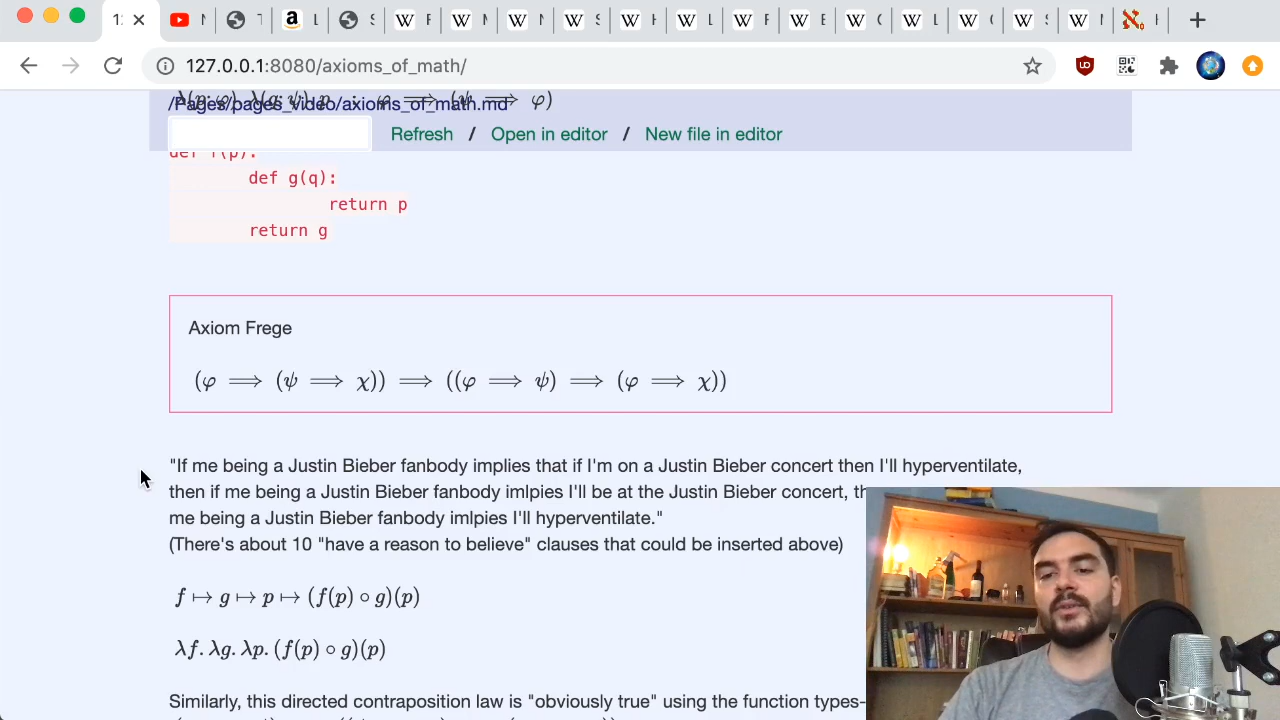 127.0.0.1:8080/axioms_of_math/
λ(p:φ). λ(q:ψ). p : φ ⟹ (ψ ⟹ φ)
/Pages/pages_video/axioms_of_math.md
Refresh / Open in editor / New file in editor
def f(p):
def g(q):
return p
return g
Axiom Frege
(φ ⟹ (ψ ⟹ χ)) ⟹ ((φ ⟹ ψ) ⟹ (φ ⟹ χ))
"If me being a Justin Bieber fanbody implies that if I'm on a Justin Bieber concert then I'll hyperventilate,
then if me being a Justin Bieber fanbody imlpies I'll be at the Justin Bieber concert,
me being a Justin Bieber fanbody imlpies I'll hyperventilate."
(There's about 10 "have a reason to believe" clauses that could be inserted above)
f ↦ g ↦ p ↦ (f(p) ∘ g)(p)
λf. λg. λp. (f(p) ∘ g)(p)
Similarly, this directed contraposition law is "obviously true" using the function types-